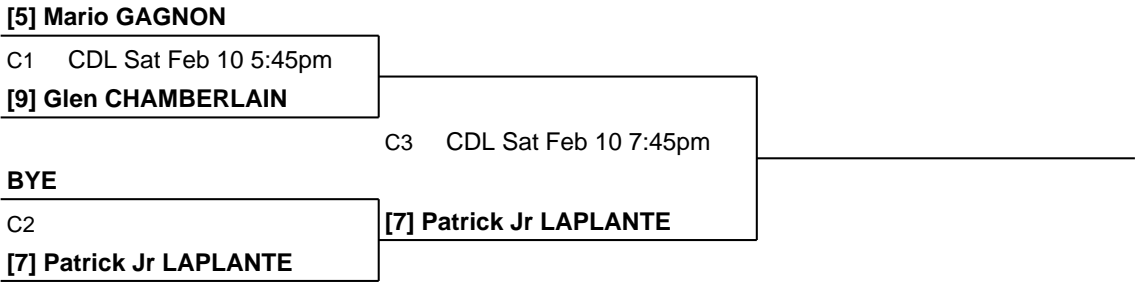 [5] Mario GAGNON
C1 CDL Sat Feb 10 5:45pm
[9] Glen CHAMBERLAIN
C3 CDL Sat Feb 10 7:45pm
BYE
C2
[7] Patrick Jr LAPLANTE
[7] Patrick Jr LAPLANTE